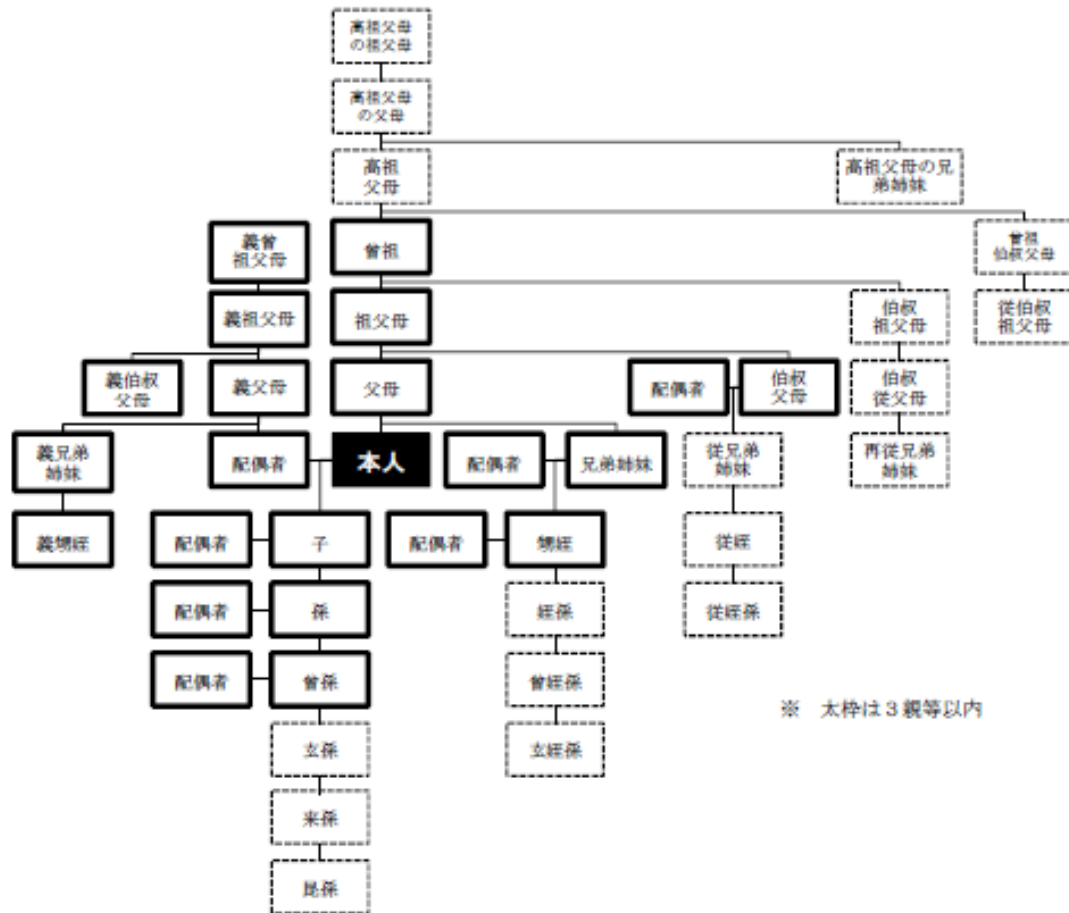 高祖父母
の祖父母
高祖父母
の父母
高祖
父母
高祖父母の兄
弟姉妹
義曾
祖父母
曾祖
曾祖
伯叔父母
義祖父母
祖父母
伯叔
祖父母
従伯叔
祖父母
義伯叔
父母
義父母
父母
配偶者
伯叔
父母
伯叔
従父母
義兄弟
姉妹
配偶者
本人
配偶者
兄弟姉妹
従兄弟
姉妹
再従兄弟
姉妹
義甥姪
配偶者
子
配偶者
甥姪
従姪
配偶者
孫
姪孫
従姪孫
配偶者
曾孫
曾姪孫
※　太枠は３親等以内
玄孫
玄姪孫
来孫
昆孫